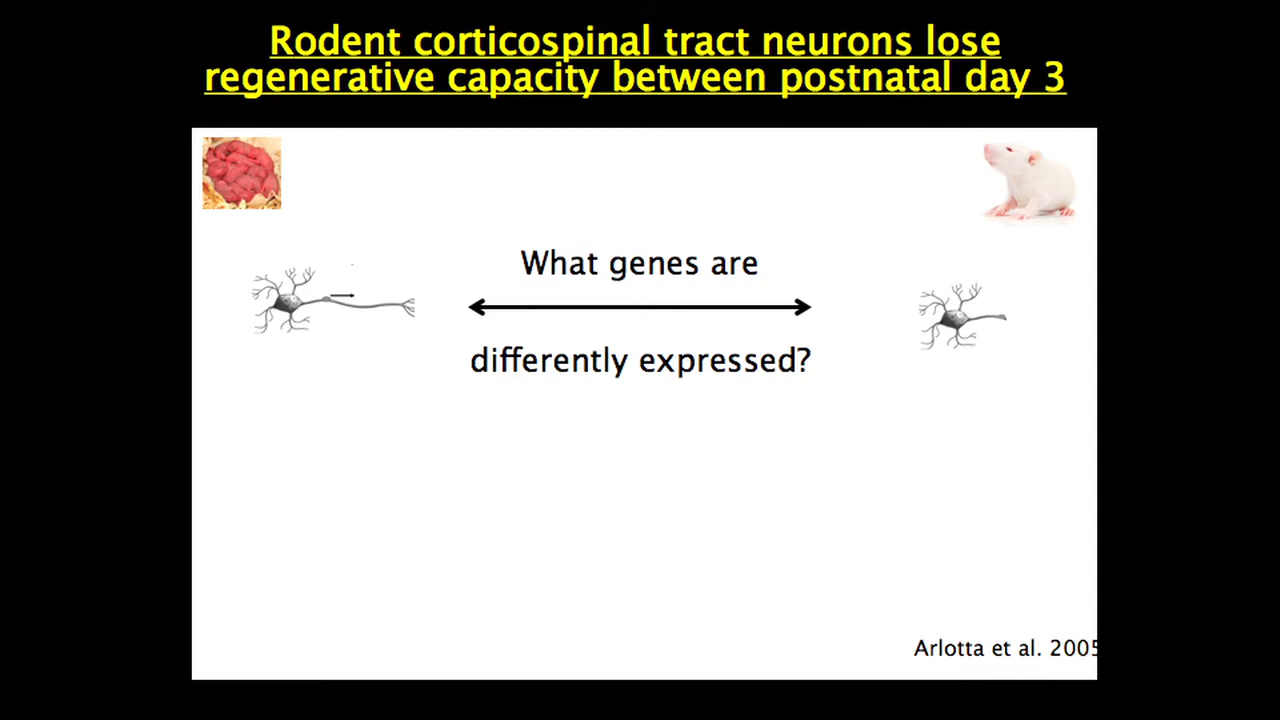 Rodent corticospinal tract neurons lose
regenerative capacity between postnatal day 3
What genes are
differently expressed?
Arlotta et al. 2005